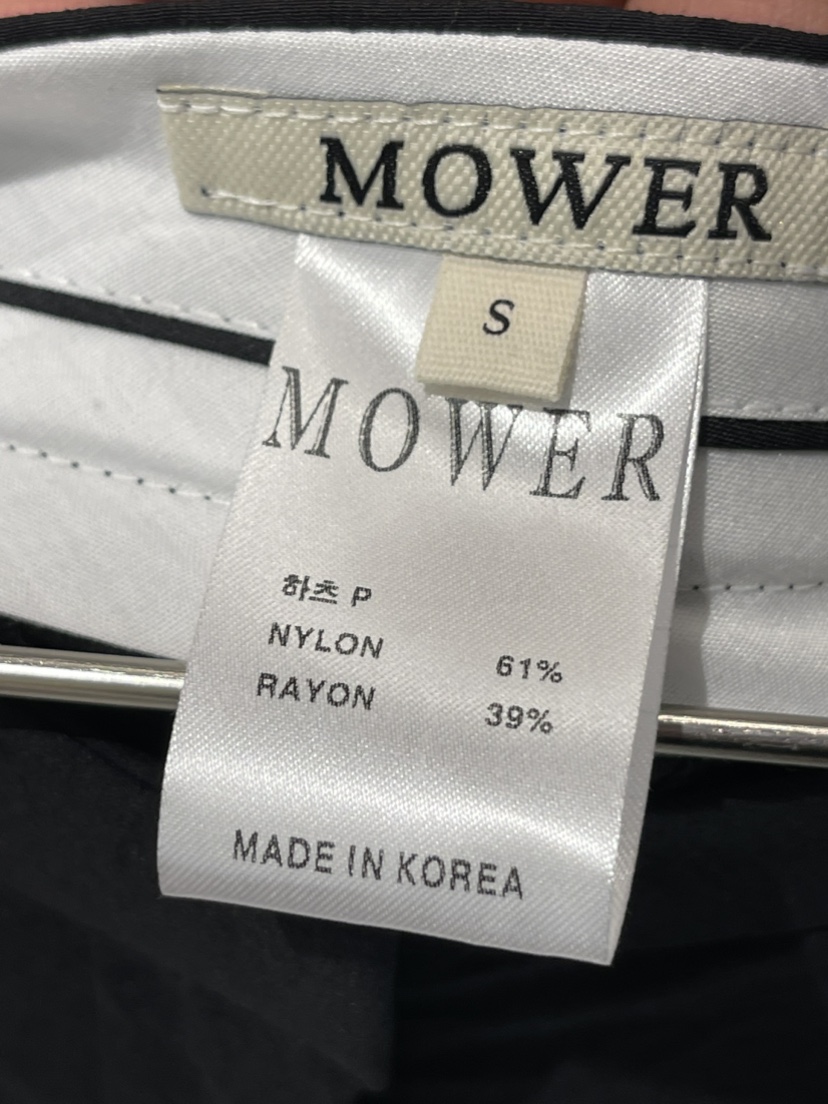 MOWER
S
MOWER
하츠 P
NYLON 61%
RAYON 39%
MADE IN KOREA